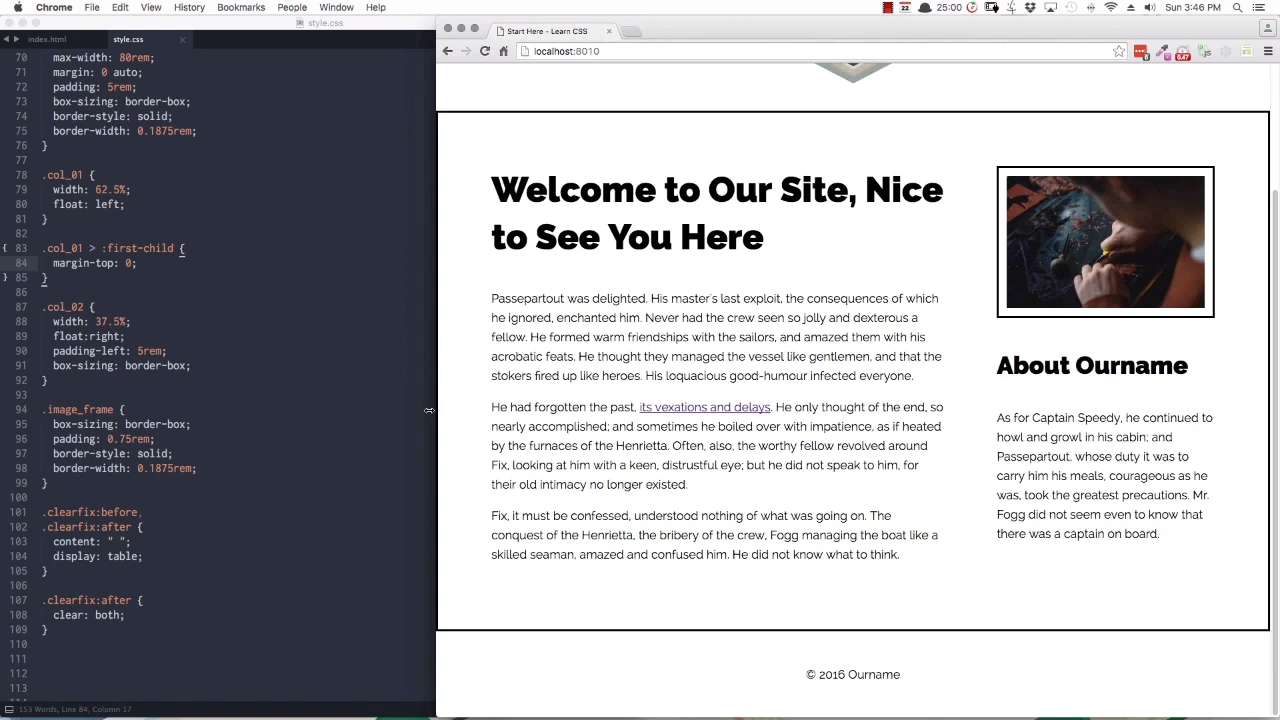 Chrome File Edit View History Bookmarks People Window Help
22 25:00 Sun 3:46 PM
style.css
index.html style.css
70 max-width: 80rem;
71 margin: 0 auto;
72 padding: 5rem;
73 box-sizing: border-box;
74 border-style: solid;
75 border-width: 0.1875rem;
76 }
77
78 .col_01 {
79 width: 62.5%;
80 float: left;
81 }
82
{ 83 .col_01 > :first-child {
84 margin-top: 0;
} 85 }
86
87 .col_02 {
88 width: 37.5%;
89 float:right;
90 padding-left: 5rem;
91 box-sizing: border-box;
92 }
93
94 .image_frame {
95 box-sizing: border-box;
96 padding: 0.75rem;
97 border-style: solid;
98 border-width: 0.1875rem;
99 }
100
101 .clearfix:before,
102 .clearfix:after {
103 content: " ";
104 display: table;
105 }
106
107 .clearfix:after {
108 clear: both;
109 }
110
111
112
113
153 Words, Line 84, Column 17
Start Here - Learn CSS
localhost:8010
0.47
Welcome to Our Site, Nice
to See You Here
Passepartout was delighted. His master's last exploit, the consequences of which
he ignored, enchanted him. Never had the crew seen so jolly and dexterous a
fellow. He formed warm friendships with the sailors, and amazed them with his
acrobatic feats. He thought they managed the vessel like gentlemen, and that the
stokers fired up like heroes. His loquacious good-humour infected everyone.
He had forgotten the past, its vexations and delays. He only thought of the end, so
nearly accomplished; and sometimes he boiled over with impatience, as if heated
by the furnaces of the Henrietta. Often, also, the worthy fellow revolved around
Fix, looking at him with a keen, distrustful eye; but he did not speak to him, for
their old intimacy no longer existed.
Fix, it must be confessed, understood nothing of what was going on. The
conquest of the Henrietta, the bribery of the crew, Fogg managing the boat like a
skilled seaman, amazed and confused him. He did not know what to think.
About Ourname
As for Captain Speedy, he continued to
howl and growl in his cabin; and
Passepartout, whose duty it was to
carry him his meals, courageous as he
was, took the greatest precautions. Mr.
Fogg did not seem even to know that
there was a captain on board.
© 2016 Ourname